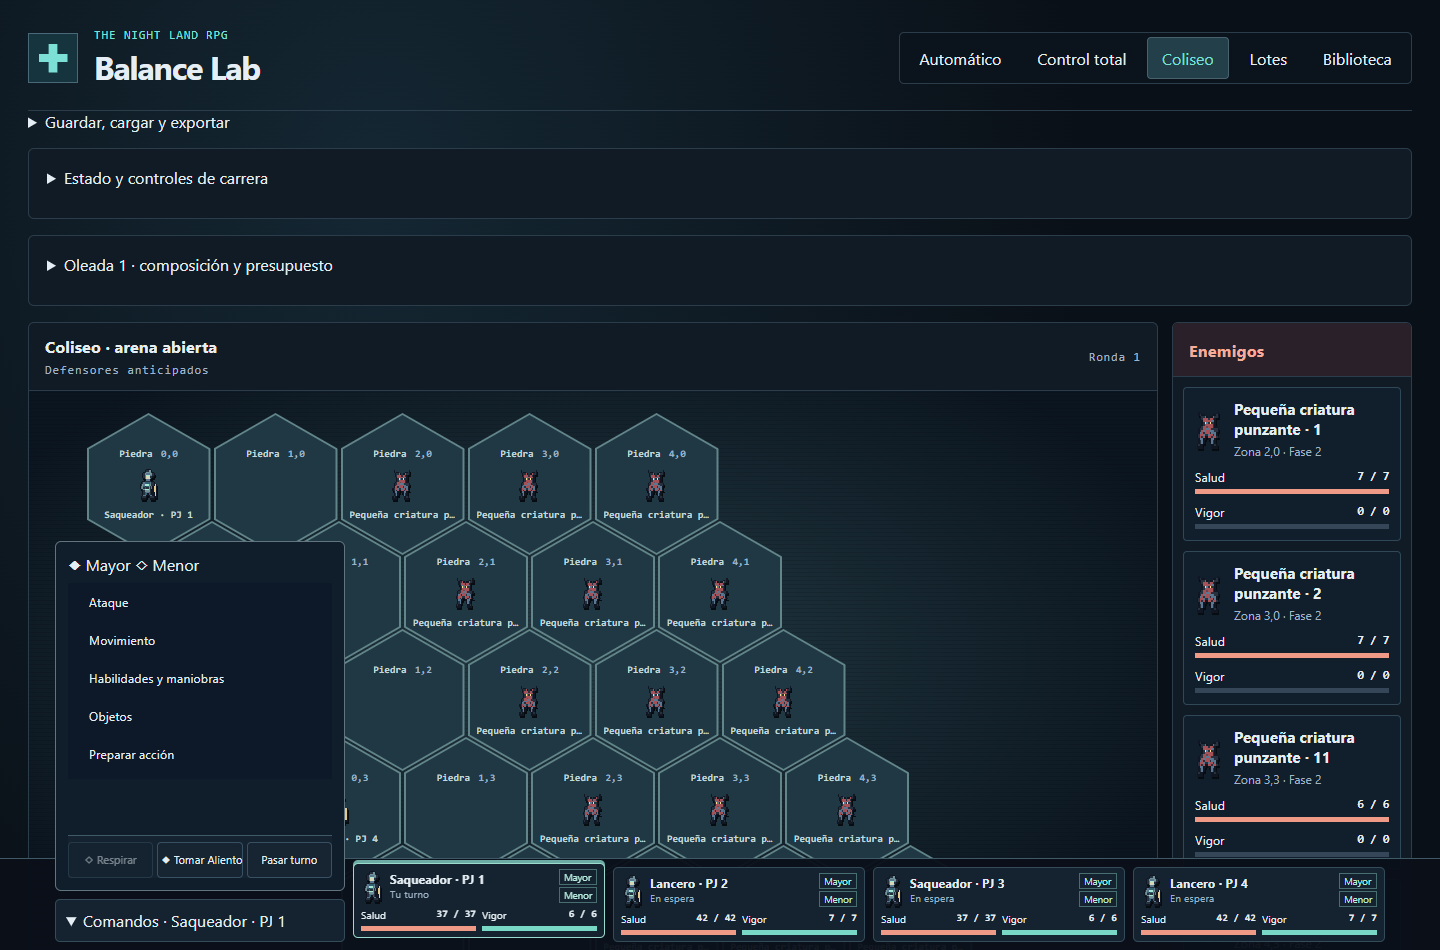 THE NIGHT LAND RPG
Balance Lab
Automático
Control total
Coliseo
Lotes
Biblioteca
▶ Guardar, cargar y exportar
▶ Estado y controles de carrera
▶ Oleada 1 · composición y presupuesto
Coliseo · arena abierta
Defensores anticipados
Ronda 1
Piedra 0,0
Saqueador · PJ 1
Piedra 1,0
Piedra 2,0
Pequeña criatura p…
Piedra 3,0
Pequeña criatura p…
Piedra 4,0
Pequeña criatura p…
1,1
Piedra 2,1
Pequeña criatura p…
Piedra 3,1
Pequeña criatura p…
Piedra 4,1
Pequeña criatura p…
Piedra 1,2
Piedra 2,2
Pequeña criatura p…
Piedra 3,2
Pequeña criatura p…
Piedra 4,2
Pequeña criatura p…
0,3
· PJ 4
Piedra 1,3
Piedra 2,3
Pequeña criatura p…
Piedra 3,3
Pequeña criatura p…
Piedra 4,3
Pequeña criatura p…
Enemigos
Pequeña criatura
punzante · 1
Zona 2,0 · Fase 2
Salud 7 / 7
Vigor 0 / 0
Pequeña criatura
punzante · 2
Zona 3,0 · Fase 2
Salud 7 / 7
Vigor 0 / 0
Pequeña criatura
punzante · 11
Zona 3,3 · Fase 2
Salud 6 / 6
Vigor 0 / 0
◆ Mayor ◇ Menor
Ataque
Movimiento
Habilidades y maniobras
Objetos
Preparar acción
◇ Respirar
◆ Tomar Aliento
Pasar turno
▼ Comandos · Saqueador · PJ 1
Saqueador · PJ 1
Tu turno
Mayor
Menor
Salud 37 / 37 Vigor 6 / 6
Lancero · PJ 2
En espera
Mayor
Menor
Salud 42 / 42 Vigor 7 / 7
Saqueador · PJ 3
En espera
Mayor
Menor
Salud 37 / 37 Vigor 6 / 6
Lancero · PJ 4
En espera
Mayor
Menor
Salud 42 / 42 Vigor 7 / 7